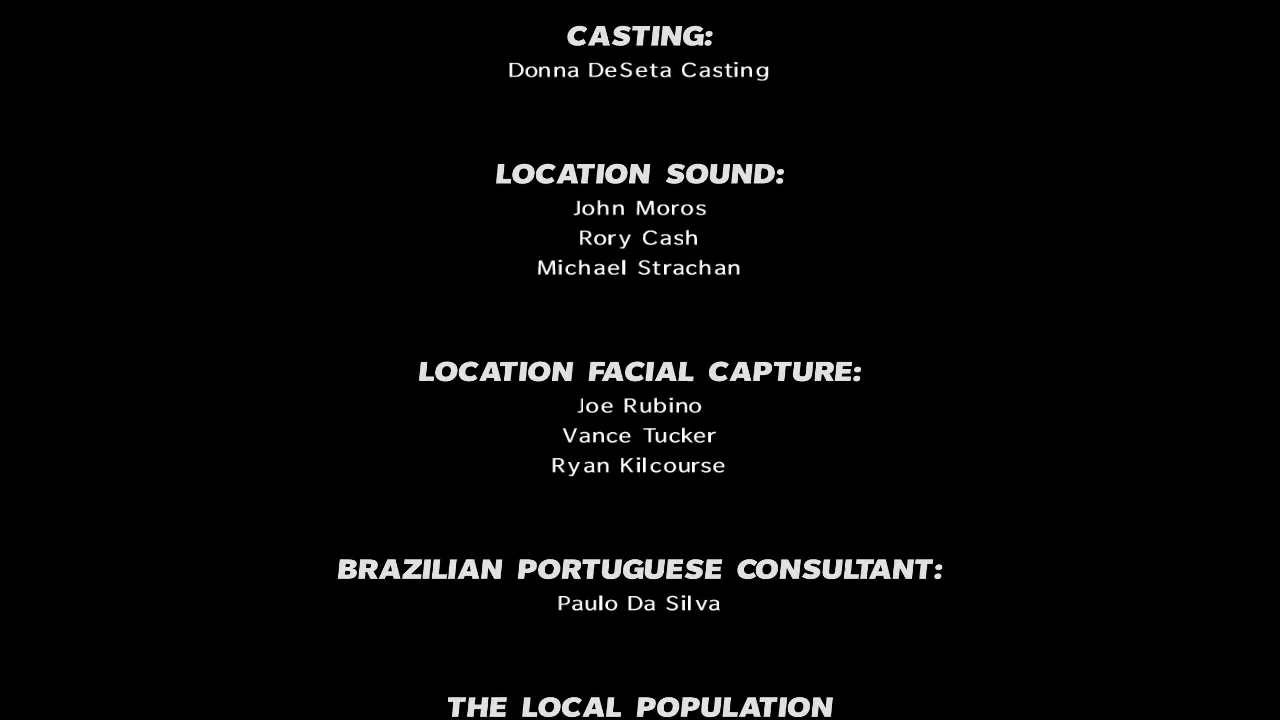 CASTING:
Donna DeSeta Casting
LOCATION SOUND:
John Moros
Rory Cash
Michael Strachan
LOCATION FACIAL CAPTURE:
Joe Rubino
Vance Tucker
Ryan Kilcourse
BRAZILIAN PORTUGUESE CONSULTANT:
Paulo Da Silva
THE LOCAL POPULATION